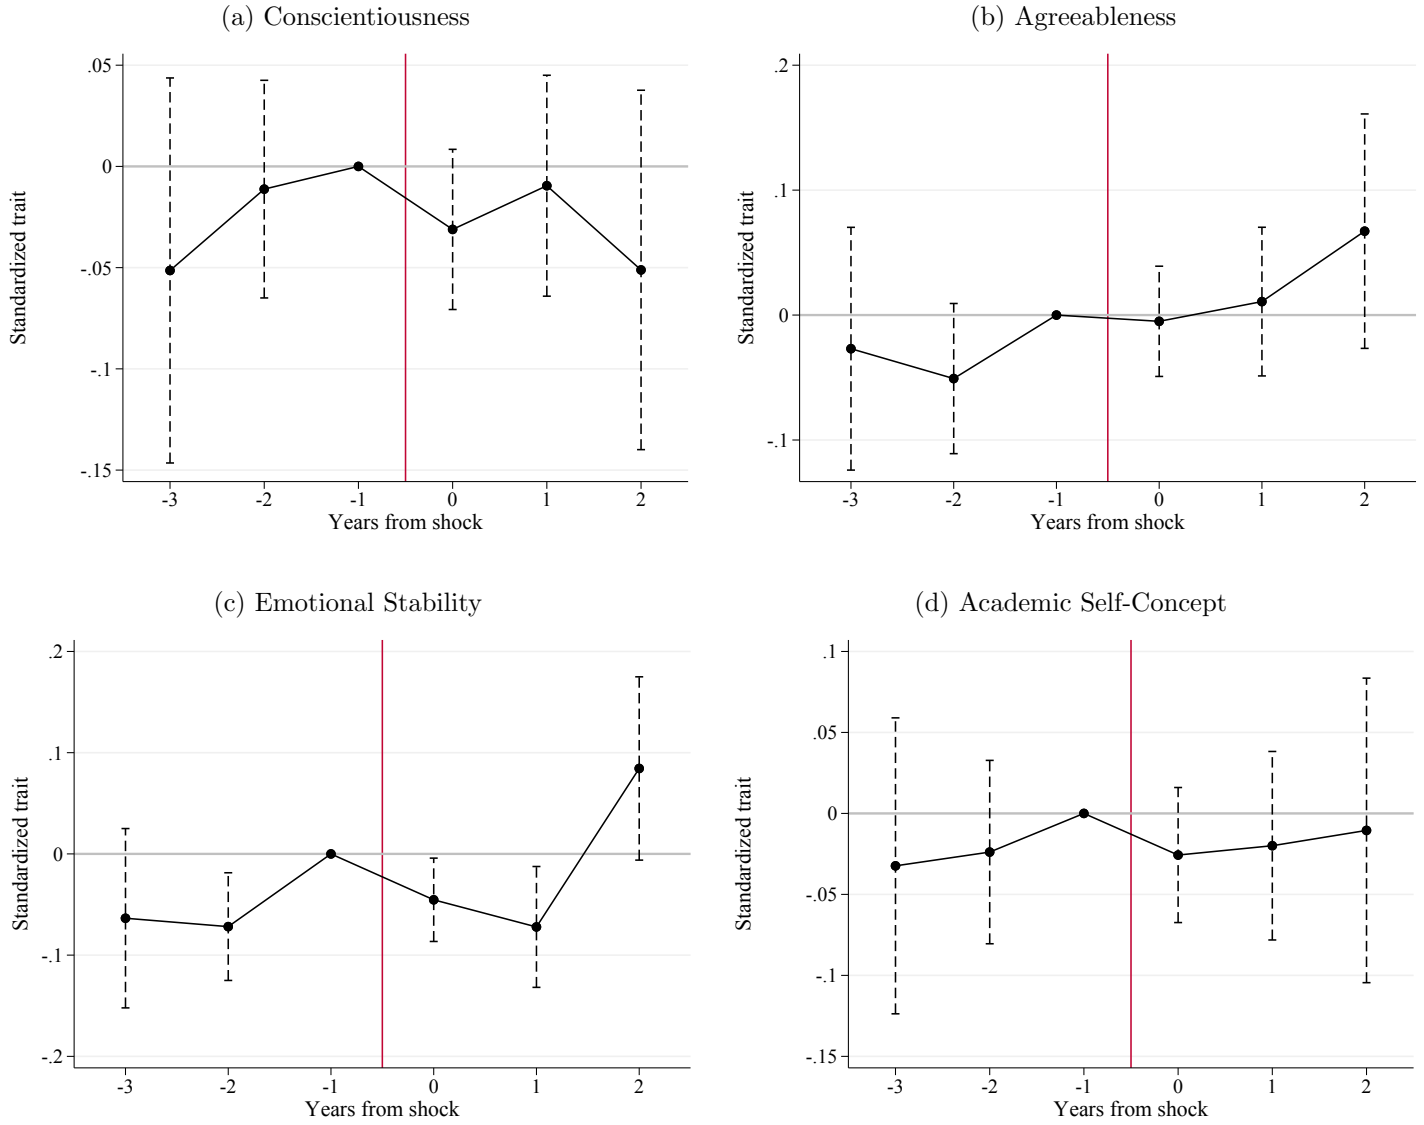 (a) Conscientiousness
Standardized trait
.05
0
-.05
-.1
-.15
-3 -2 -1 0 1 2
Years from shock
(b) Agreeableness
Standardized trait
.2
.1
0
-.1
-3 -2 -1 0 1 2
Years from shock
(c) Emotional Stability
Standardized trait
.2
.1
0
-.1
-.2
-3 -2 -1 0 1 2
Years from shock
(d) Academic Self-Concept
Standardized trait
.1
.05
0
-.05
-.1
-.15
-3 -2 -1 0 1 2
Years from shock